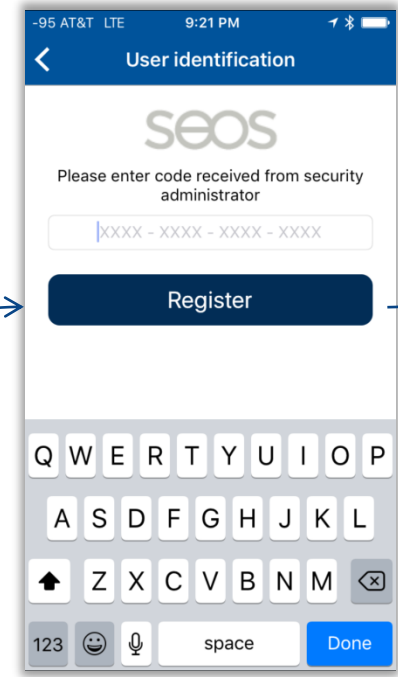 -95 AT&T LTE 9:21 PM
User identification
seos
Please enter code received from security
administrator
XXXX - XXXX - XXXX - XXXX
Register
Q W E R T Y U I O P
A S D F G H J K L
Z X C V B N M
123 space Done